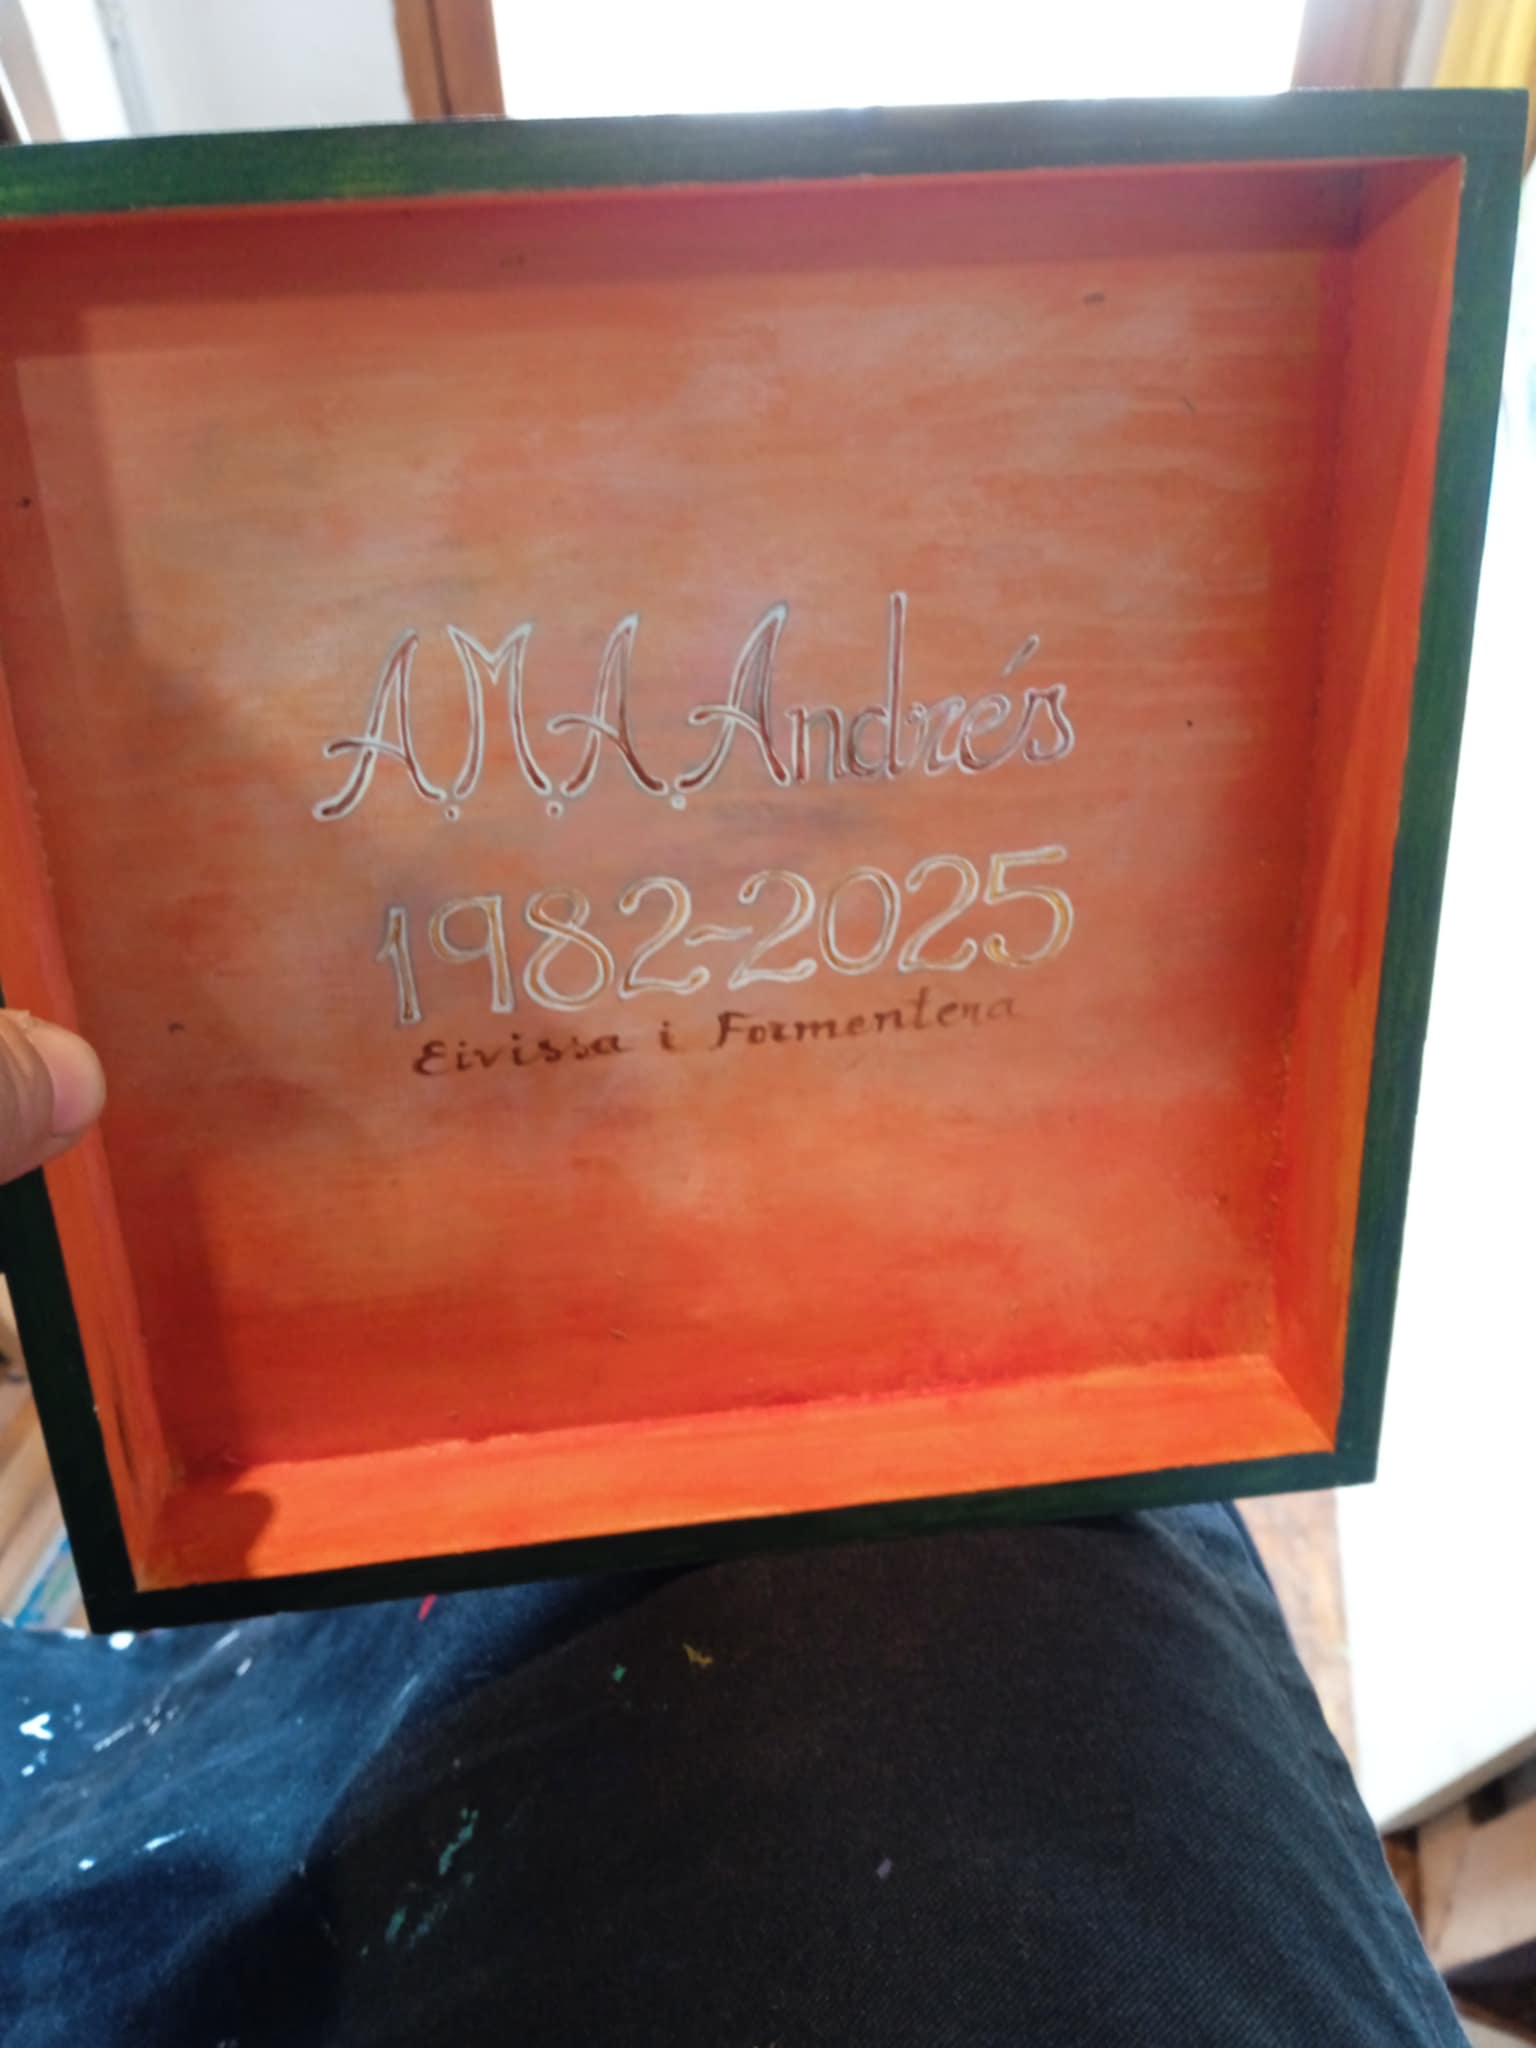 A.M.A. Andrés
1982-2025
Eivissa i Formentera